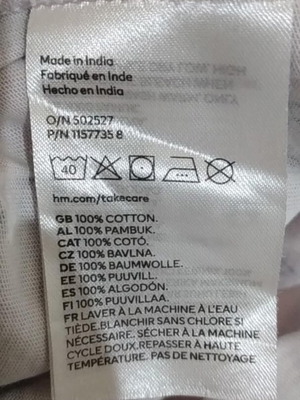 Made in India
Fabriqué en Inde
Hecho en India
O/N 502527
P/N 1157735 8
40
hm.com/takecare
GB 100% COTTON.
AL 100% PAMBUK.
CAT 100% COTÓ.
CZ 100% BAVLNA.
DE 100% BAUMWOLLE.
EE 100% PUUVILL.
ES 100% ALGODÓN.
FI 100% PUUVILLAA.
FR LAVER À LA MACHINE À L'EAU
TIÈDE.BLANCHIR SANS CHLORE SI
NÉCESSAIRE.. SÉCHER À LA MACHINE
CYCLE DOUX.REPASSER À HAUTE
TEMPÉRATURE. PAS DE NETTOYAGE